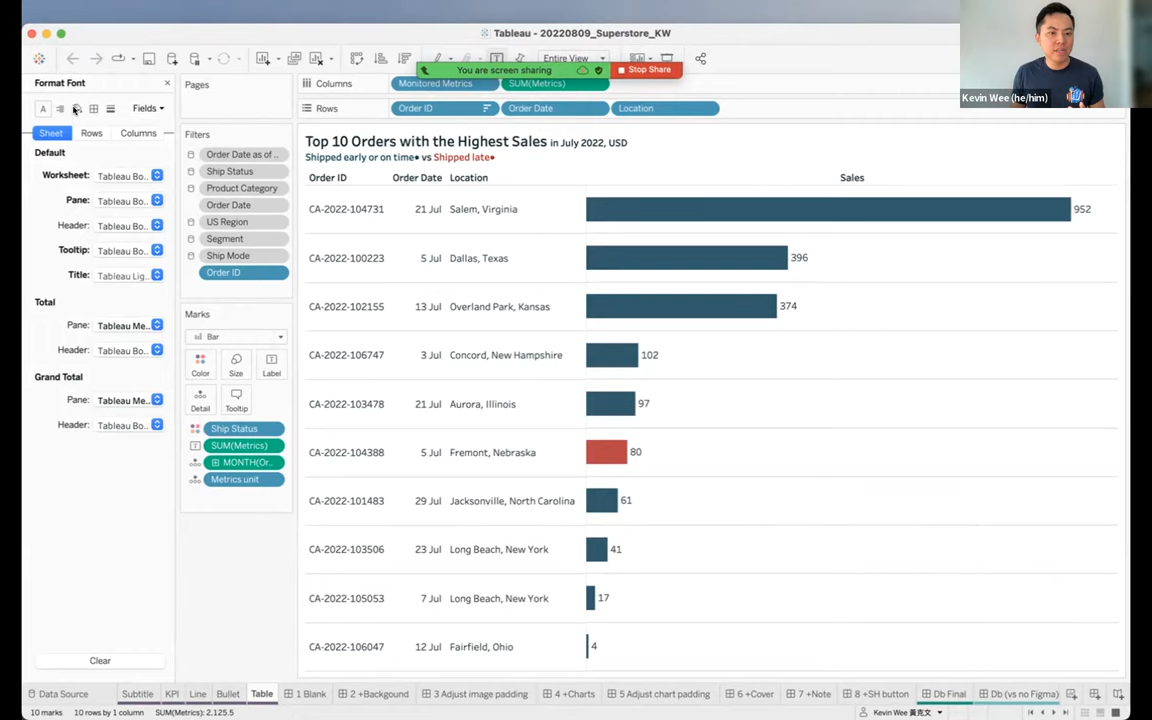 Tableau - 20220809_Superstore_KW
Kevin Wee (he/him)
You are screen sharing
Stop Share
Entire View
Format Font
Fields
Sheet Rows Columns
Default
Worksheet: Tableau Bo..
Pane: Tableau Bo..
Header: Tableau Bo..
Tooltip: Tableau Bo..
Title: Tableau Lig..
Total
Pane: Tableau Me..
Header: Tableau Bo..
Grand Total
Pane: Tableau Me..
Header: Tableau Bo..
Clear
Pages
Filters
Order Date as of ..
Ship Status
Product Category
Order Date
US Region
Segment
Ship Mode
Order ID
Marks
Bar
Color Size Label
Detail Tooltip
Ship Status
SUM(Metrics)
MONTH(Or..
Metrics unit
Columns Monitored Metrics SUM(Metrics)
Rows Order ID Order Date Location
Top 10 Orders with the Highest Sales in July 2022, USD
Shipped early or on time• vs Shipped late•
Order ID Order Date Location Sales
CA-2022-104731 21 Jul Salem, Virginia 952
CA-2022-100223 5 Jul Dallas, Texas 396
CA-2022-102155 13 Jul Overland Park, Kansas 374
CA-2022-106747 3 Jul Concord, New Hampshire 102
CA-2022-103478 21 Jul Aurora, Illinois 97
CA-2022-104388 5 Jul Fremont, Nebraska 80
CA-2022-101483 29 Jul Jacksonville, North Carolina 61
CA-2022-103506 23 Jul Long Beach, New York 41
CA-2022-105053 7 Jul Long Beach, New York 17
CA-2022-106047 12 Jul Fairfield, Ohio 4
Data Source Subtitle KPI Line Bullet Table 1 Blank 2 +Background 3 Adjust image padding 4 +Charts 5 Adjust chart padding 6 +Cover 7 +Note 8 +SH button Db Final Db (vs no Figma)
10 marks 10 rows by 1 column SUM(Metrics): 2,125.5 Kevin Wee 黃克文